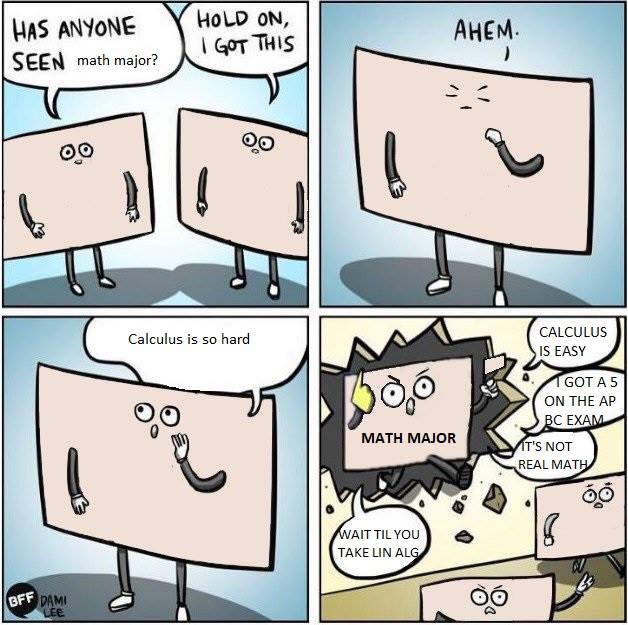 HAS ANYONE
SEEN math major?
HOLD ON,
I GOT THIS
AHEM.
Calculus is so hard
CALCULUS
IS EASY
I GOT A 5
ON THE AP
BC EXAM
IT'S NOT
REAL MATH
MATH MAJOR
WAIT TIL YOU
TAKE LIN ALG
BFF DAMI
LEE